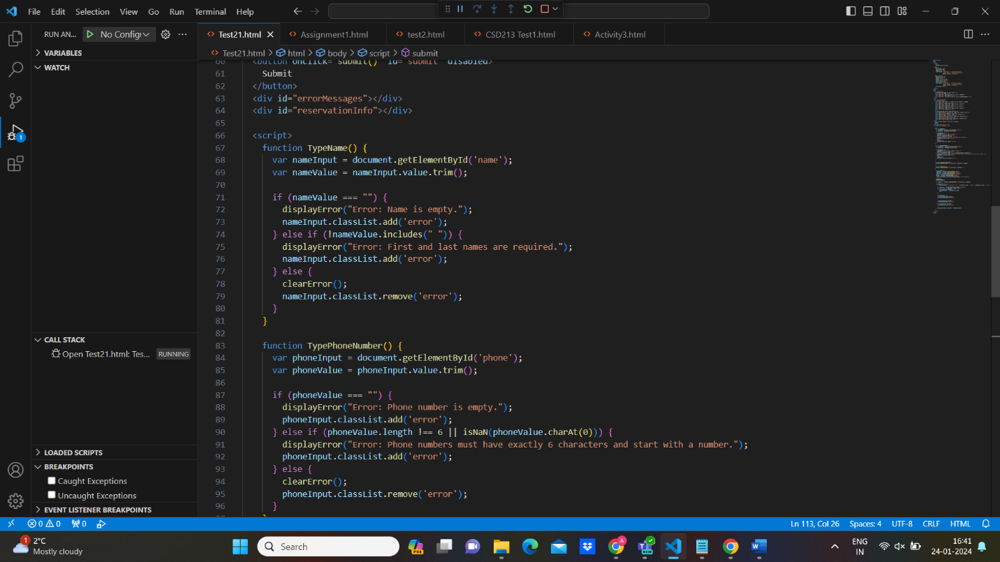 File Edit Selection View Go Run Terminal Help
RUN AN... No Configu
Test21.html Assignment1.html test2.html CSD213 Test1.html Activity3.html
VARIABLES
WATCH
CALL STACK
Open Test21.html: Tes... RUNNING
LOADED SCRIPTS
BREAKPOINTS
Caught Exceptions
Uncaught Exceptions
EVENT LISTENER BREAKPOINTS
1
Test21.html > html > body > script > submit
60 <button onclick="submit()" id="submit" disabled>
61 Submit
62 </button>
63 <div id="errorMessages"></div>
64 <div id="reservationInfo"></div>
65
66 <script>
67 function TypeName() {
68 var nameInput = document.getElementById('name');
69 var nameValue = nameInput.value.trim();
70
71 if (nameValue === "") {
72 displayError("Error: Name is empty.");
73 nameInput.classList.add('error');
74 } else if (!nameValue.includes(" ")) {
75 displayError("Error: First and last names are required.");
76 nameInput.classList.add('error');
77 } else {
78 clearError();
79 nameInput.classList.remove('error');
80 }
81 }
82
83 function TypePhoneNumber() {
84 var phoneInput = document.getElementById('phone');
85 var phoneValue = phoneInput.value.trim();
86
87 if (phoneValue === "") {
88 displayError("Error: Phone number is empty.");
89 phoneInput.classList.add('error');
90 } else if (phoneValue.length !== 6 || isNaN(phoneValue.charAt(0))) {
91 displayError("Error: Phone numbers must have exactly 6 characters and start with a number.");
92 phoneInput.classList.add('error');
93 } else {
94 clearError();
95 phoneInput.classList.remove('error');
96 }
0 0 0 Ln 113, Col 26 Spaces: 4 UTF-8 CRLF HTML
1 2°C
Mostly cloudy
Search
PRE
A
NEW
ENG
IN
16:41
24-01-2024